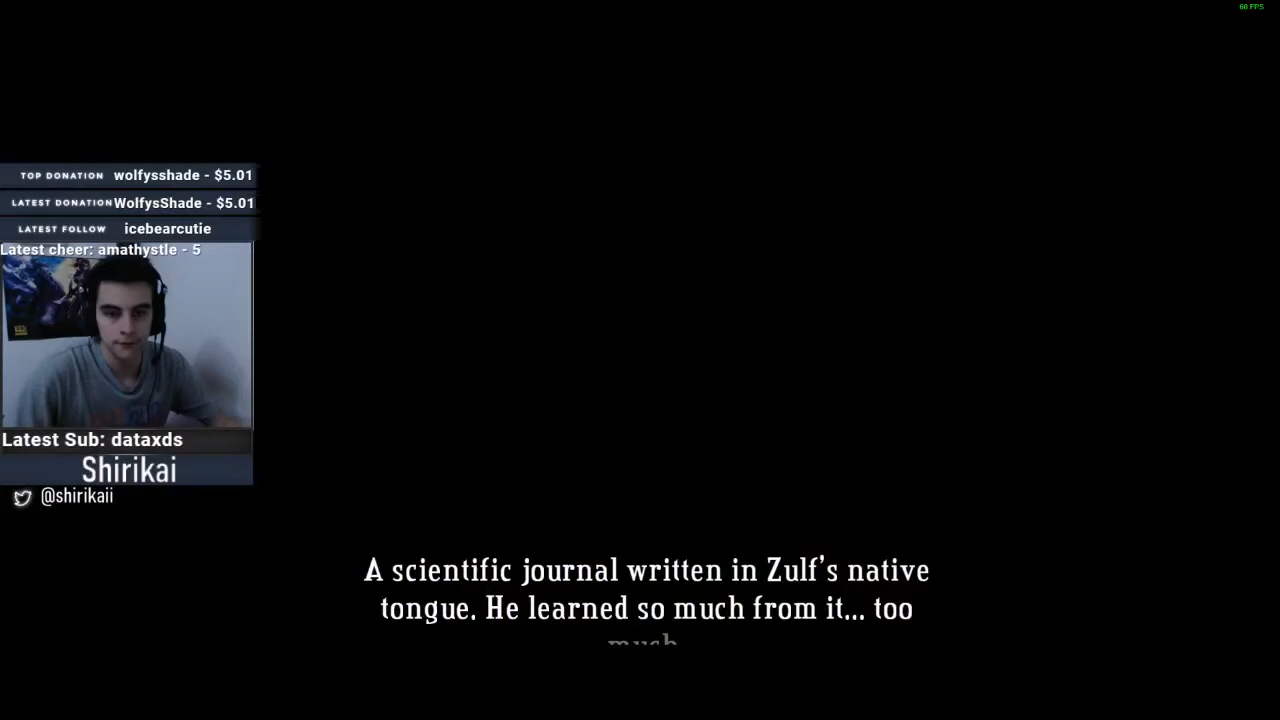 60 FPS
TOP DONATION wolfysshade - $5.01
LATEST DONATION WolfysShade - $5.01
LATEST FOLLOW icebearcutie
Latest cheer: amathystle - 5
Latest Sub: dataxds
Shirikai
@shirikaii
A scientific journal written in Zulf's native
tongue. He learned so much from it... too
much